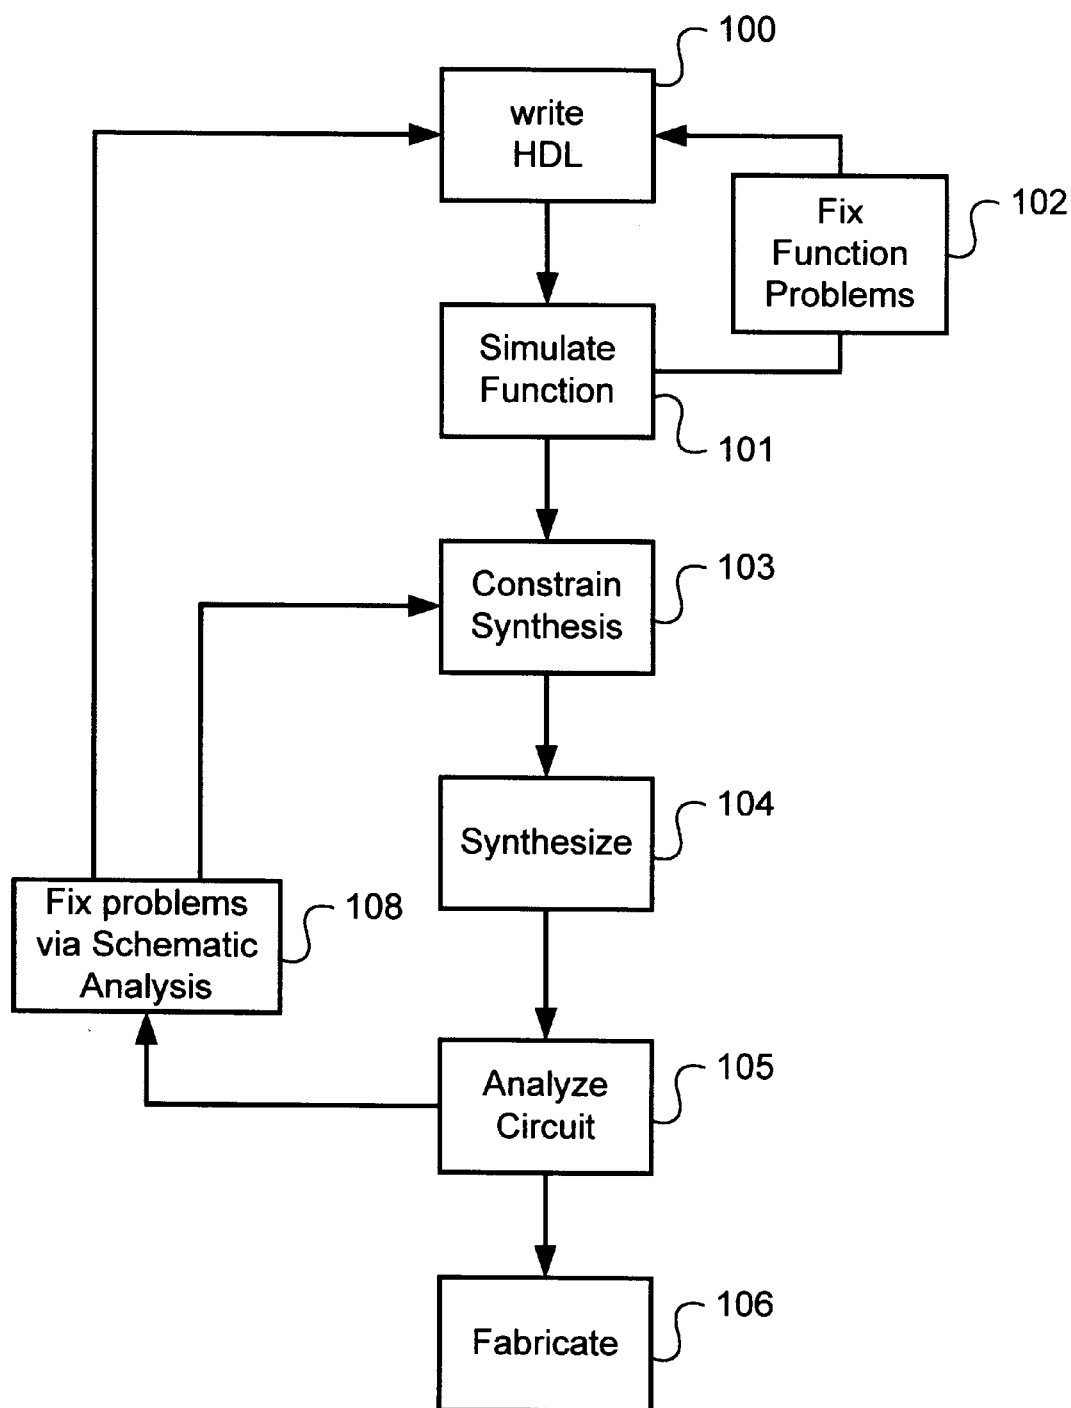 100
write
HDL
Fix
Function
Problems
102
Simulate
Function
101
Constrain
Synthesis
103
Synthesize
104
Fix problems
via Schematic
Analysis
108
Analyze
Circuit
105
Fabricate
106